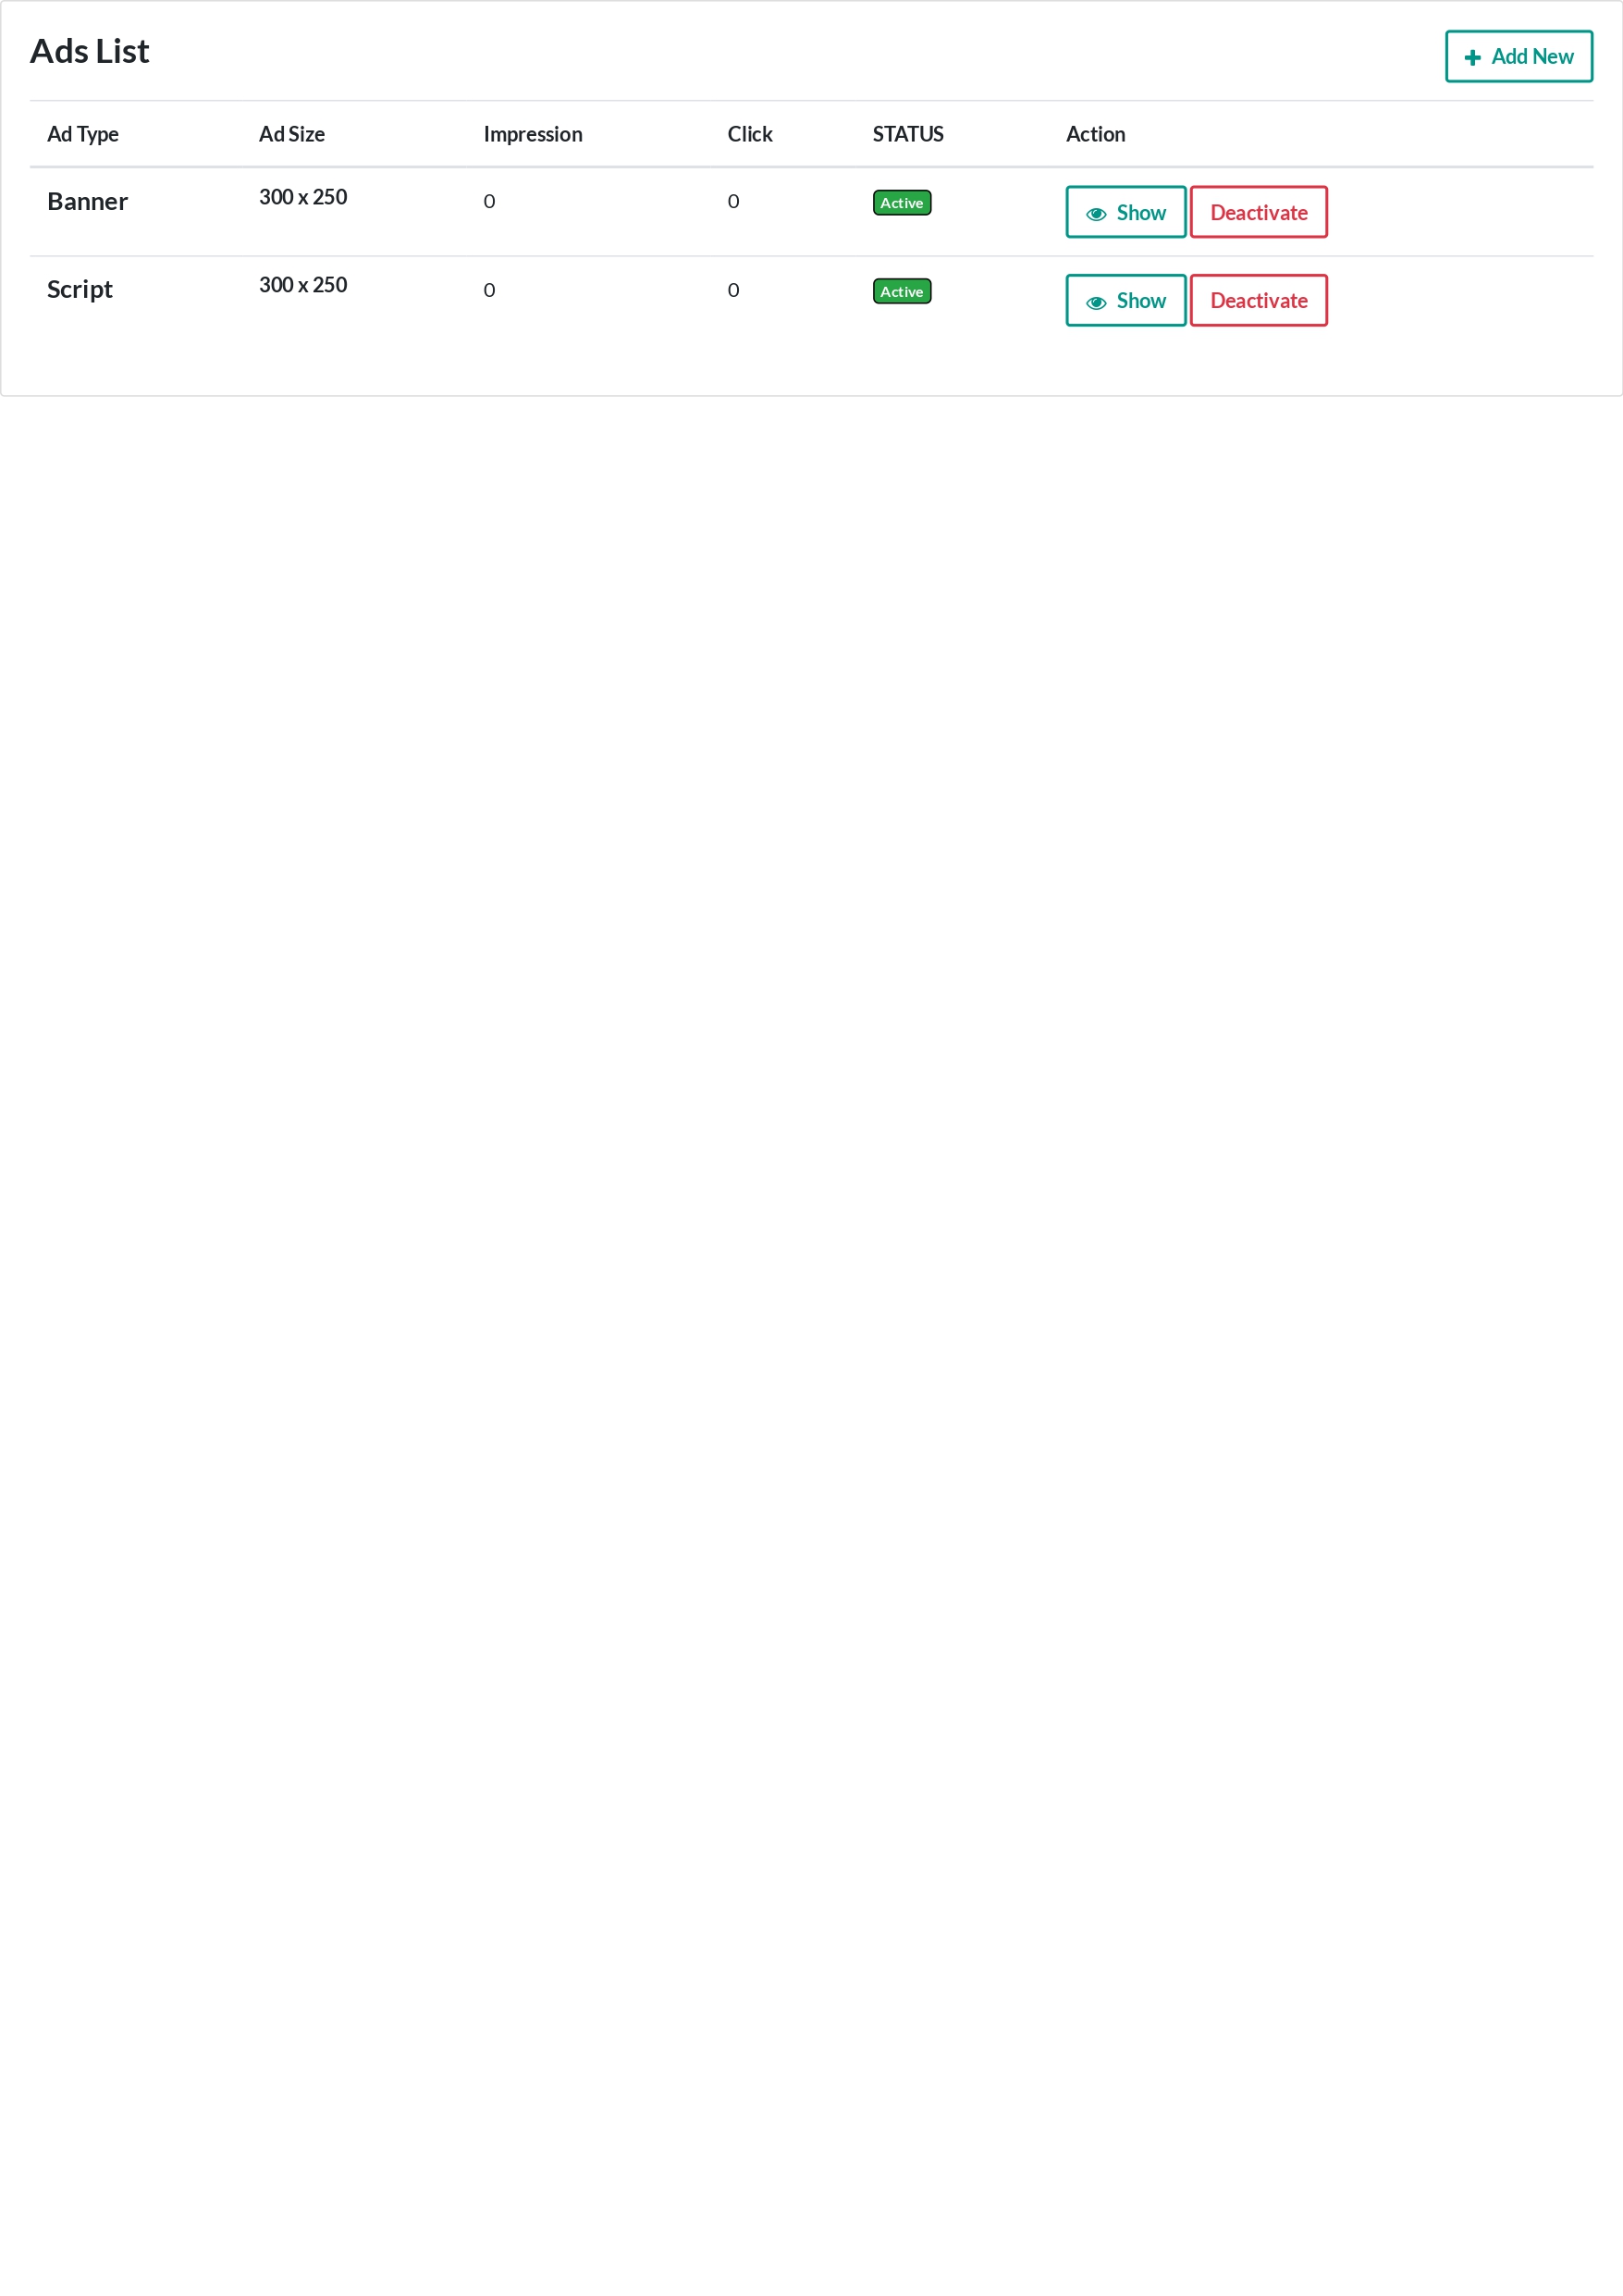 Ads List
Add New
Ad Type Ad Size Impression Click STATUS Action
Banner 300 x 250 0 0 Active Show Deactivate
Script 300 x 250 0 0 Active Show Deactivate